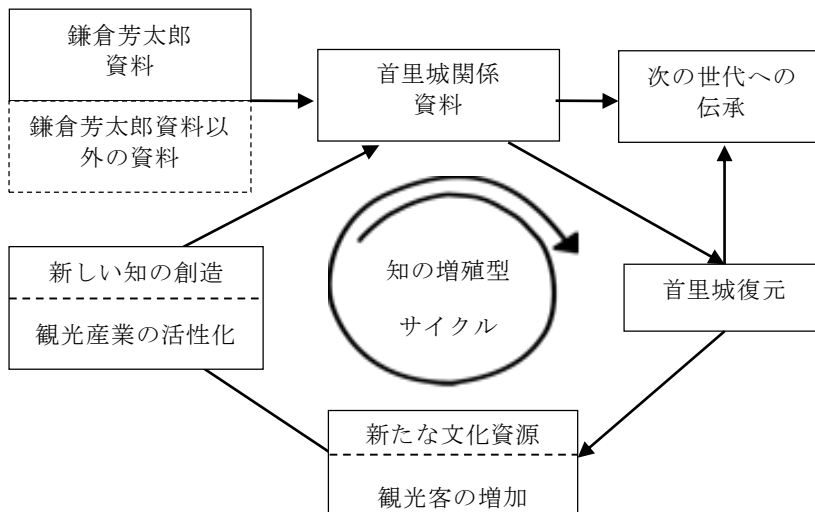 鎌倉芳太郎
資料
鎌倉芳太郎資料以
外の資料
首里城関係
資料
次の世代への
伝承
新しい知の創造
観光産業の活性化
知の増殖型
サイクル
首里城復元
新たな文化資源
観光客の増加